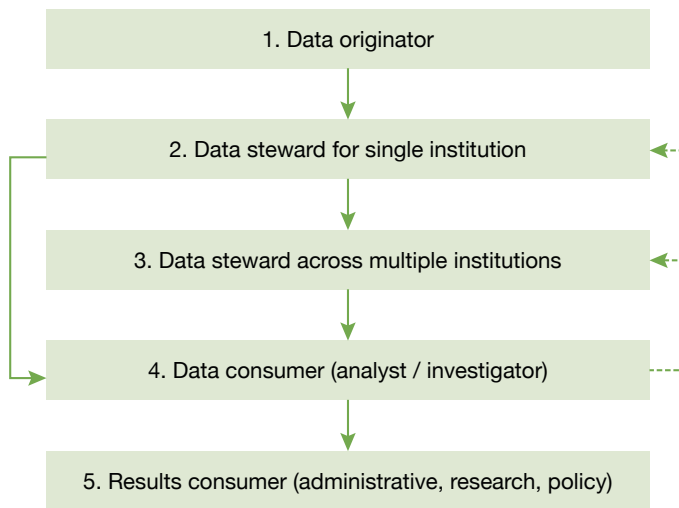 1. Data originator
2. Data steward for single institution
3. Data steward across multiple institutions
4. Data consumer (analyst / investigator)
5. Results consumer (administrative, research, policy)